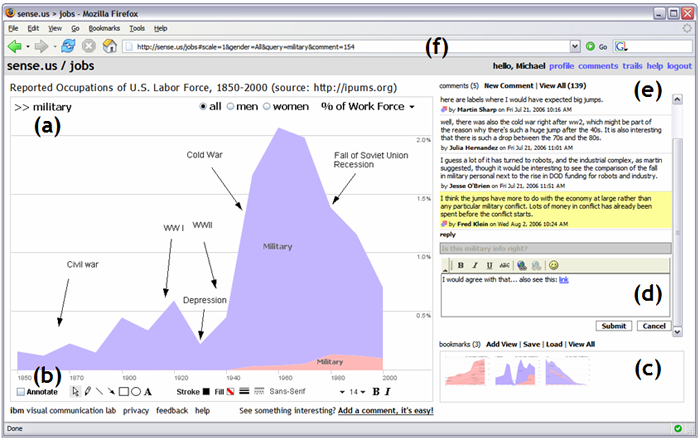 sense.us > jobs - Mozilla Firefox
File Edit View Go Bookmarks Tools Help
http://sense.us/jobs#scale=1&gender=All&query=military&comment=154
Go
G
(f)
sense.us / jobs
hello, Michael profile comments trails help logout
Reported Occupations of U.S. Labor Force, 1850-2000 (source: http://ipums.org)
>> military
all men women
% of Work Force
(a)
2.0%
Cold War
Fall of Soviet Union
Recession
1.5%
WW I
WWII
Military
Civil war
1.0%
Depression
0.5%
Military
1850
1870
1900
1920
1940
1960
1980
2000
(b)
Annotate
A
Stroke
Fill
Sans-Serif
14
B I
ibm visual communication lab privacy feedback help
See something interesting? Add a comment, it's easy!
Done
comments (5) New Comment | View All (139)
(e)
here are labels where I would have expected big jumps.
by Martin Sharp on Fri Jul 21, 2006 10:16 AM
well, there was also the cold war right after ww2, which might be part of
the reason why there's such a huge jump after the 40s. It is also interesting
that there is such a drop between the 70s and the 80s.
by Julia Hernandez on Fri Jul 21, 2006 11:01 AM
I guess a lot of it has turned to robots, and the industrial complex, as martin
suggested, though it would be interesting to see the comparison of the fall
in military personal next to the rise in DOD funding for robots and industry.
by Jesse O'Brien on Fri Jul 21, 2006 11:51 AM
I think the jumps have more to do with the economy at large rather than
any particular military conflict. Lots of money in conflict has already been
spent before the conflict starts.
by Fred Klein on Wed Aug 2, 2006 10:24 AM
reply
Is this military info right?
B I U ABC
I would agree with that... also see this: link
(d)
Submit
Cancel
bookmarks (3) Add View | Save | Load | View All
(c)